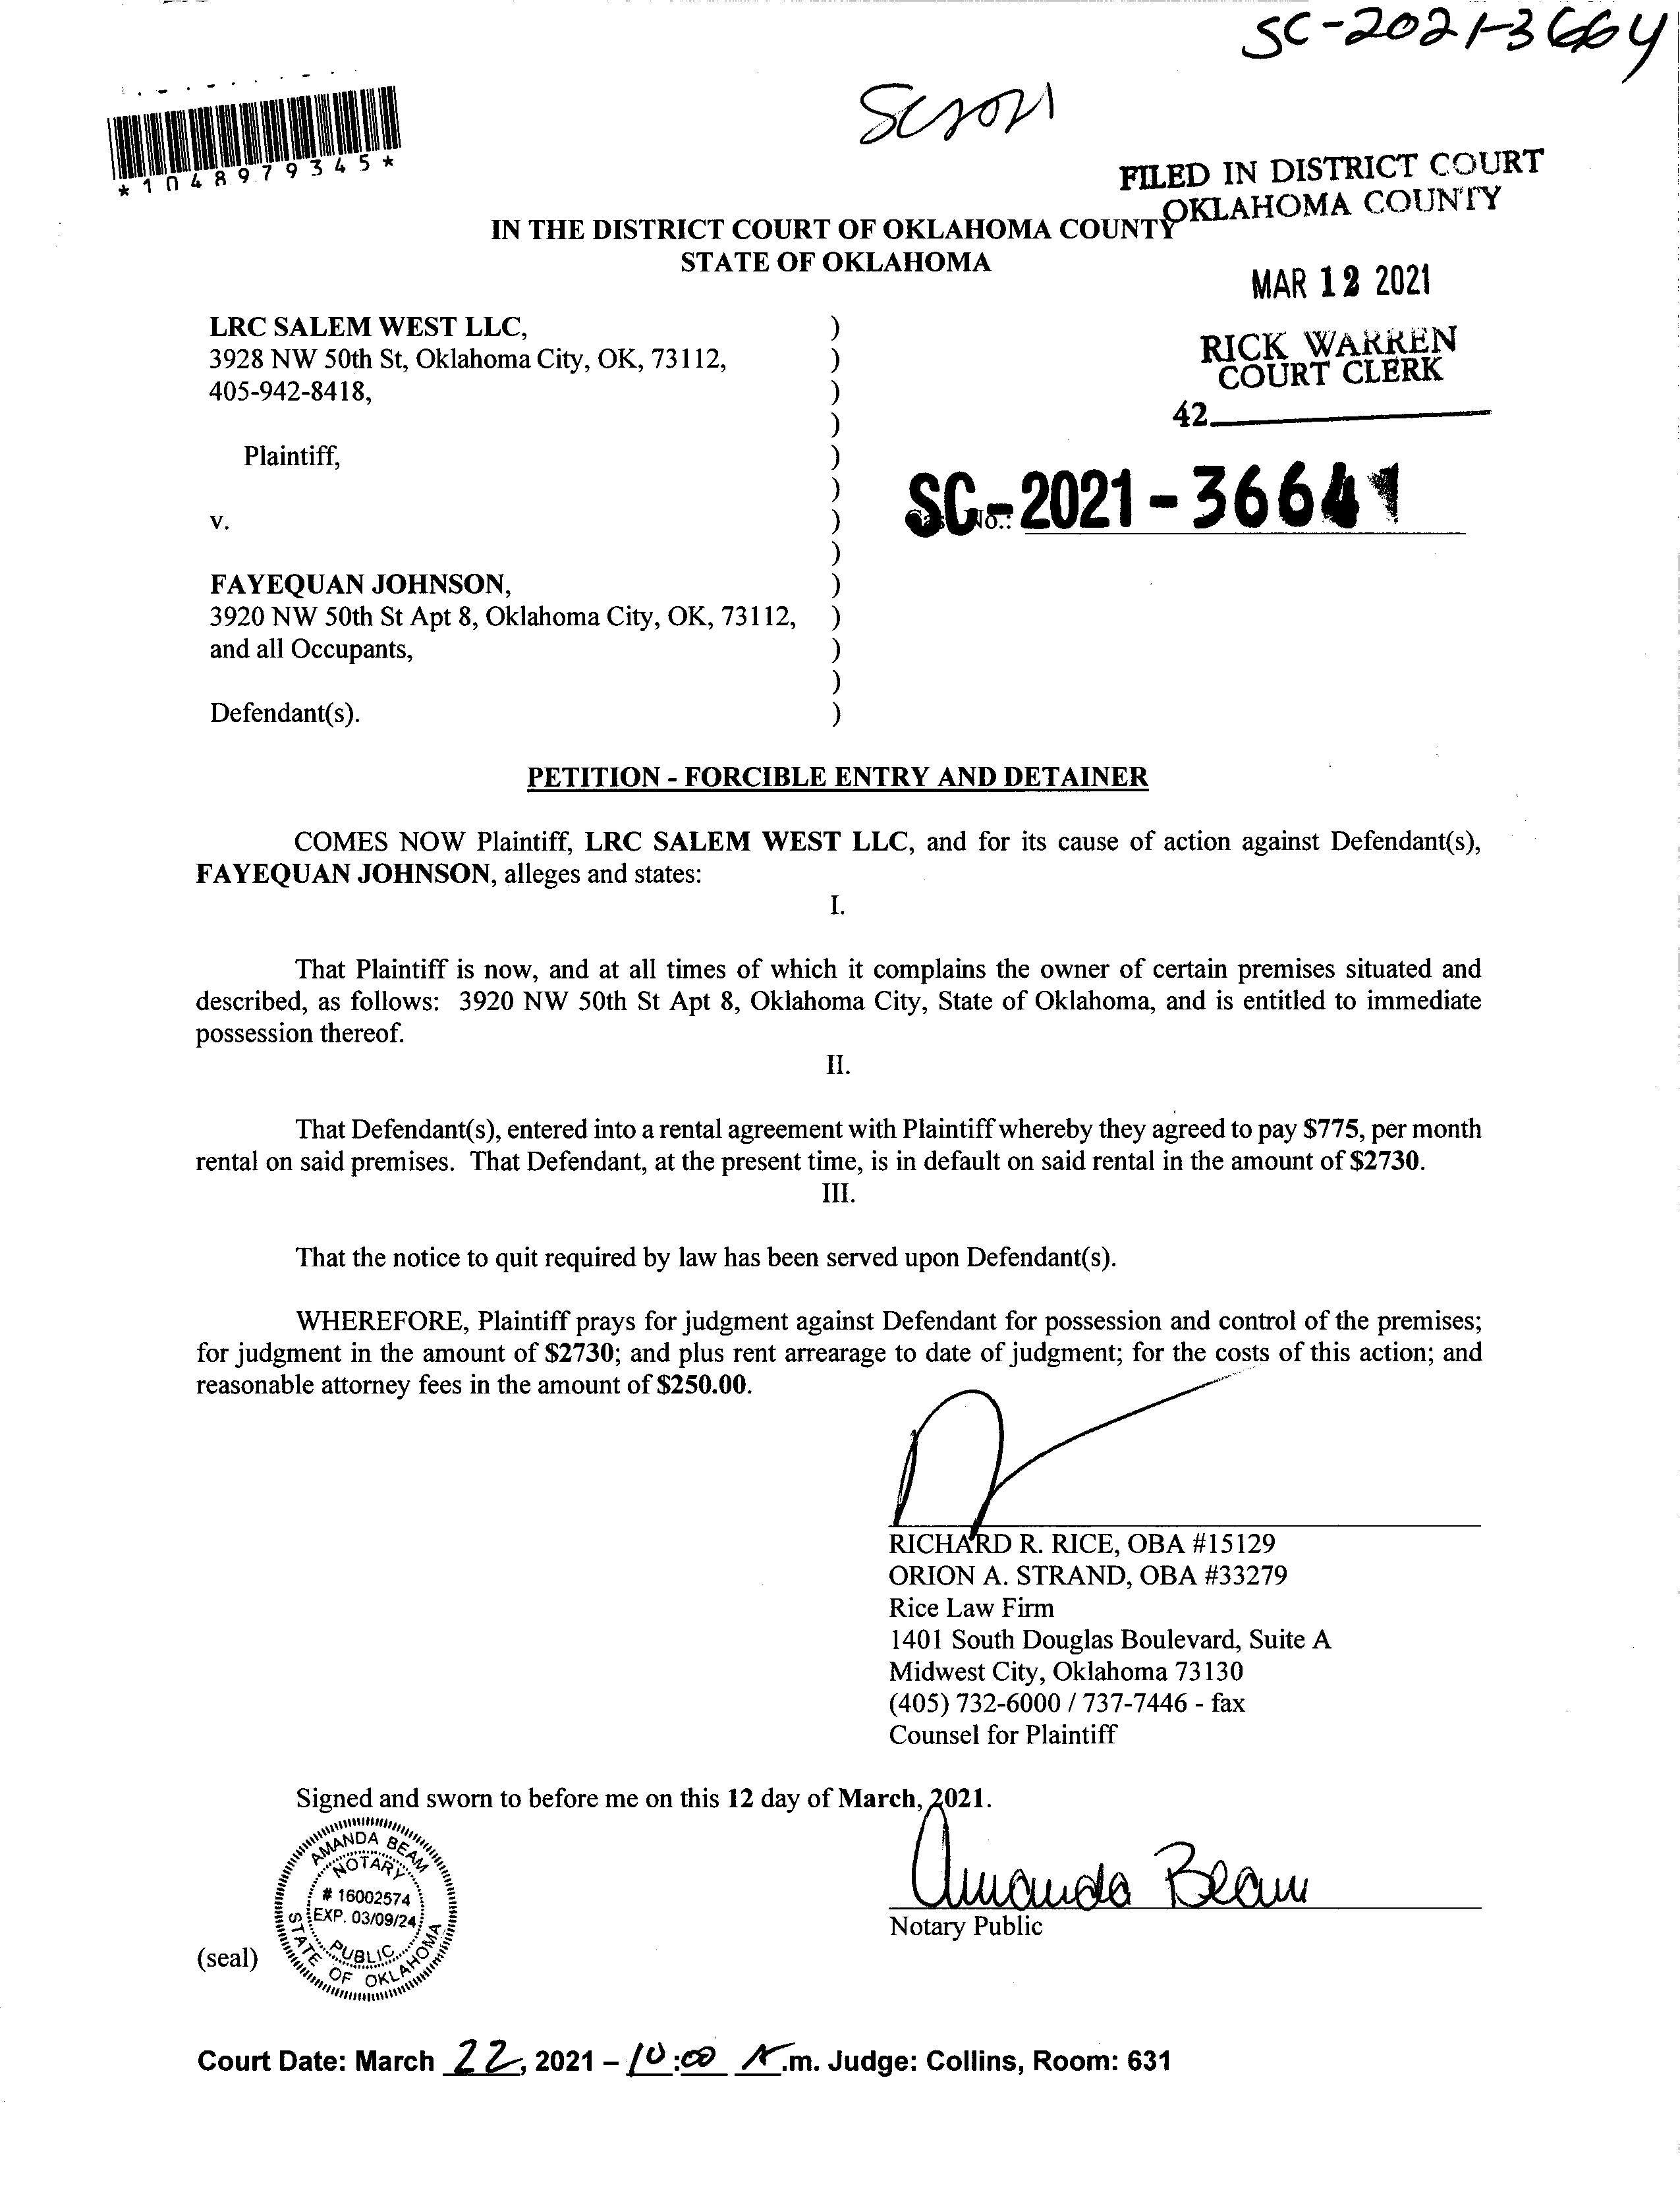 SC-2021-3664
SC2021
*1048979345*
FILED IN DISTRICT COURT
OKLAHOMA COUNTY
IN THE DISTRICT COURT OF OKLAHOMA COUNTY
STATE OF OKLAHOMA
MAR 12 2021
RICK WARREN
COURT CLERK
42
LRC SALEM WEST LLC, )
3928 NW 50th St, Oklahoma City, OK, 73112, )
405-942-8418, )
)
Plaintiff, )
)
v. )
SC-2021-3664
No.:
)
FAYEQUAN JOHNSON, )
3920 NW 50th St Apt 8, Oklahoma City, OK, 73112, )
and all Occupants, )
)
Defendant(s). )
PETITION - FORCIBLE ENTRY AND DETAINER
COMES NOW Plaintiff, LRC SALEM WEST LLC, and for its cause of action against Defendant(s),
FAYEQUAN JOHNSON, alleges and states:
I.
That Plaintiff is now, and at all times of which it complains the owner of certain premises situated and
described, as follows: 3920 NW 50th St Apt 8, Oklahoma City, State of Oklahoma, and is entitled to immediate
possession thereof.
II.
That Defendant(s), entered into a rental agreement with Plaintiff whereby they agreed to pay $775, per month
rental on said premises. That Defendant, at the present time, is in default on said rental in the amount of $2730.
III.
That the notice to quit required by law has been served upon Defendant(s).
WHEREFORE, Plaintiff prays for judgment against Defendant for possession and control of the premises;
for judgment in the amount of $2730; and plus rent arrearage to date of judgment; for the costs of this action; and
reasonable attorney fees in the amount of $250.00.
RICHARD R. RICE, OBA #15129
ORION A. STRAND, OBA #33279
Rice Law Firm
1401 South Douglas Boulevard, Suite A
Midwest City, Oklahoma 73130
(405) 732-6000 / 737-7446 - fax
Counsel for Plaintiff
Signed and sworn to before me on this 12 day of March, 2021.
AMANDA BEAM
NOTARY
# 16002574
EXP. 03/09/24
PUBLIC
STATE OF OKLAHOMA
Amanda Beam
Notary Public
(seal)
Court Date: March 22, 2021 – 10:00 A.m. Judge: Collins, Room: 631